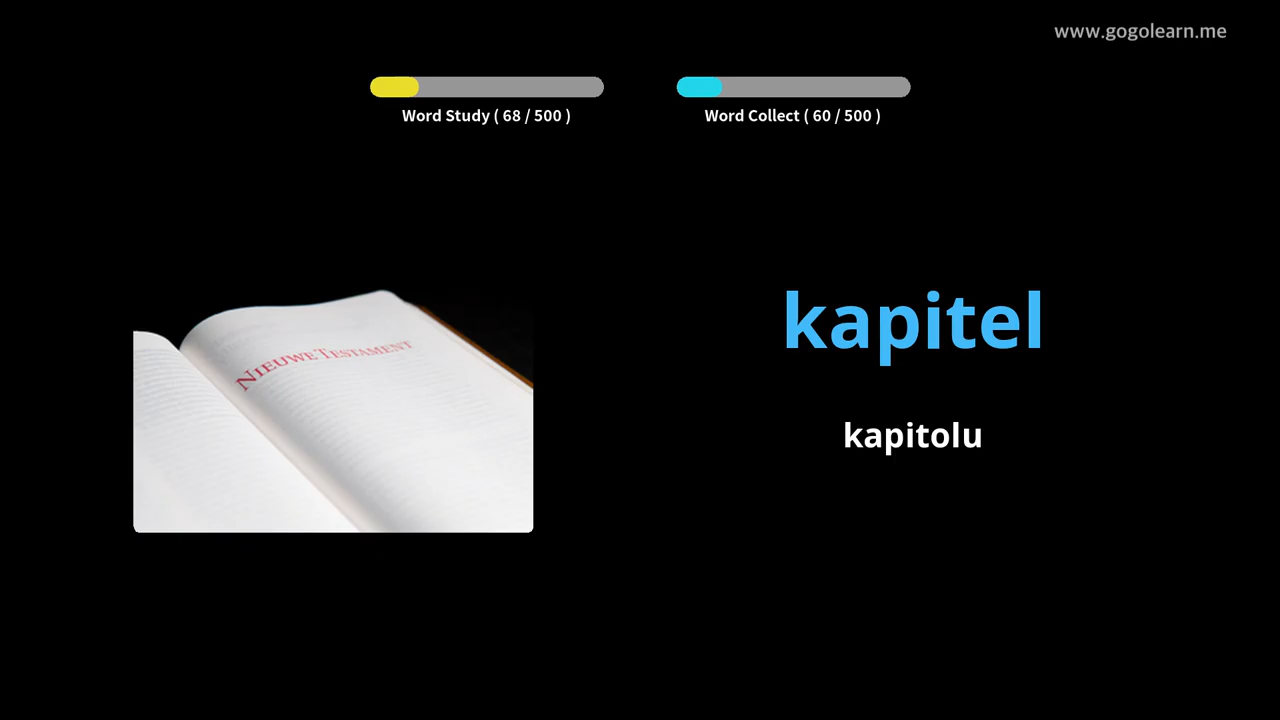 www.gogolearn.me
Word Study ( 68 / 500 )
Word Collect ( 60 / 500 )
NIEUWE TESTAMENT
kapitel
kapitolu